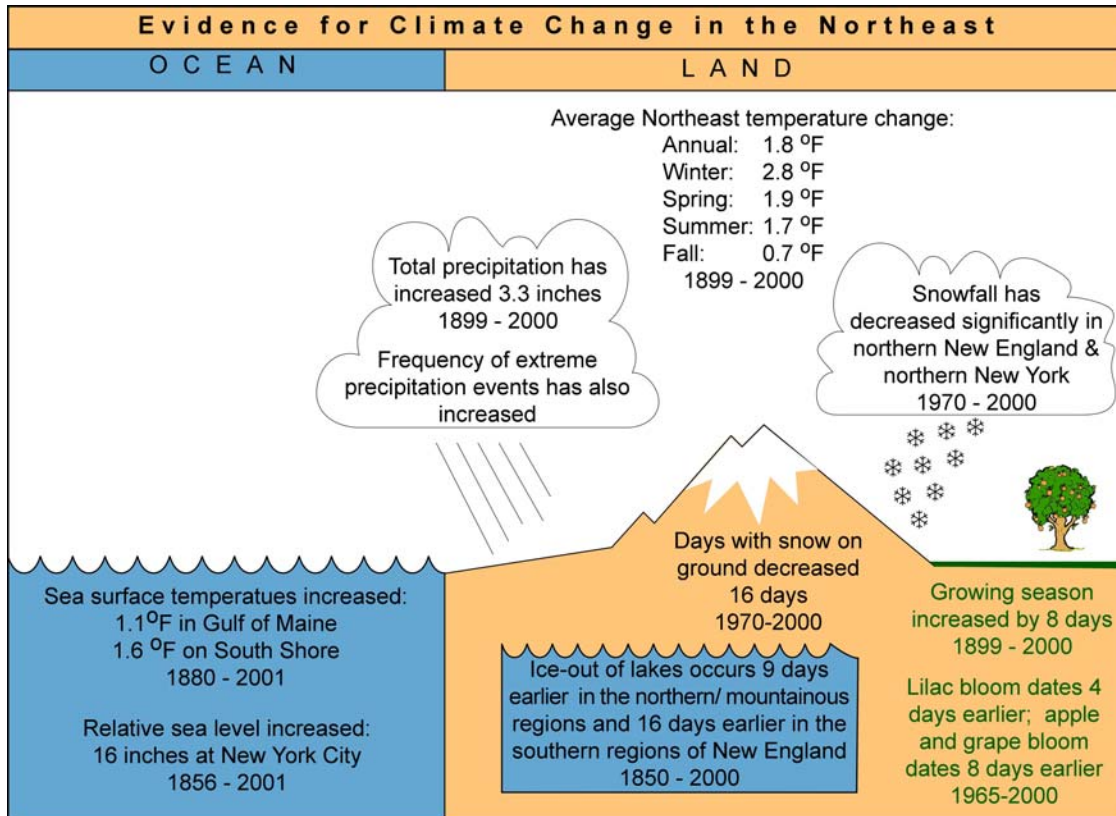 Evidence for Climate Change in the Northeast
OCEAN
LAND
Average Northeast temperature change:
Annual: 1.8 ºF
Winter: 2.8 ºF
Spring: 1.9 ºF
Summer: 1.7 ºF
Fall: 0.7 ºF
1899 - 2000
Total precipitation has
increased 3.3 inches
1899 - 2000
Frequency of extreme
precipitation events has also
increased
Snowfall has
decreased significantly in
northern New England &
northern New York
1970 - 2000
Days with snow on
ground decreased
16 days
1970-2000
Sea surface temperatues increased:
1.1ºF in Gulf of Maine
1.6 ºF on South Shore
1880 - 2001
Relative sea level increased:
16 inches at New York City
1856 - 2001
Ice-out of lakes occurs 9 days
earlier in the northern/ mountainous
regions and 16 days earlier in the
southern regions of New England
1850 - 2000
Growing season
increased by 8 days
1899 - 2000
Lilac bloom dates 4
days earlier; apple
and grape bloom
dates 8 days earlier
1965-2000